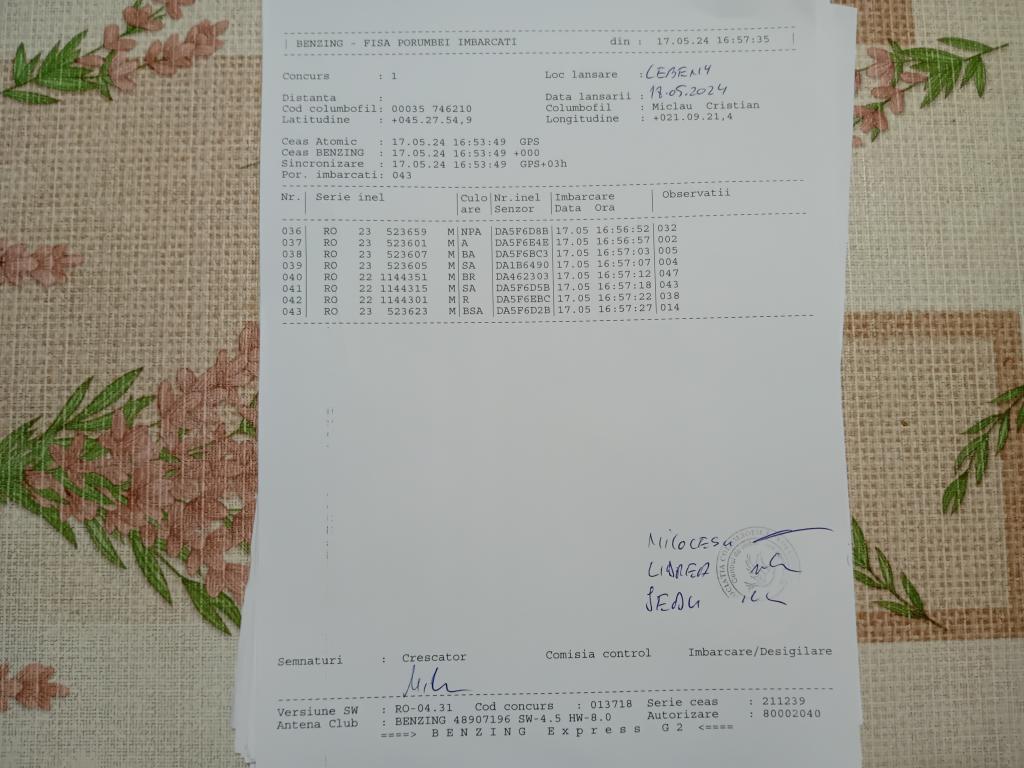 BENZING - FISA PORUMBEI IMBARCATI din : 17.05.24 16:57:35
Concurs : 1 Loc lansare : LEBENY
Distanta : Data lansarii : 18.05.2024
Cod columbofil: 00035 746210 Columbofil : Miclau Cristian
Latitudine : +045.27.54,9 Longitudine : +021.09.21,4
Ceas Atomic : 17.05.24 16:53:49 GPS
Ceas BENZING : 17.05.24 16:53:49 +000
Sincronizare : 17.05.24 16:53:49 GPS+03h
Por. imbarcati: 043
Nr. Serie inel Culo Nr.inel Imbarcare Observatii
are Senzor Data Ora
036 RO 23 523659 M NPA DA5F6D8B 17.05 16:56:52 032
037 RO 23 523601 M A DA5F6E4E 17.05 16:56:57 002
038 RO 23 523607 M BA DA5F6BC3 17.05 16:57:03 005
039 RO 23 523605 M SA DA1B6490 17.05 16:57:07 004
040 RO 22 1144351 M BR DA462303 17.05 16:57:12 047
041 RO 22 1144315 M SA DA5F6D5B 17.05 16:57:18 043
042 RO 22 1144301 M R DA5F6EBC 17.05 16:57:22 038
043 RO 23 523623 M BSA DA5F6D2B 17.05 16:57:27 014
Semnaturi : Crescator Comisia control Imbarcare/Desigilare
Versiune SW : RO-04.31 Cod concurs : 013718 Serie ceas : 211239
Antena Club : BENZING 48907196 SW-4.5 HW-8.0 Autorizare : 80002040
====> B E N Z I N G E x p r e s s G 2 <====